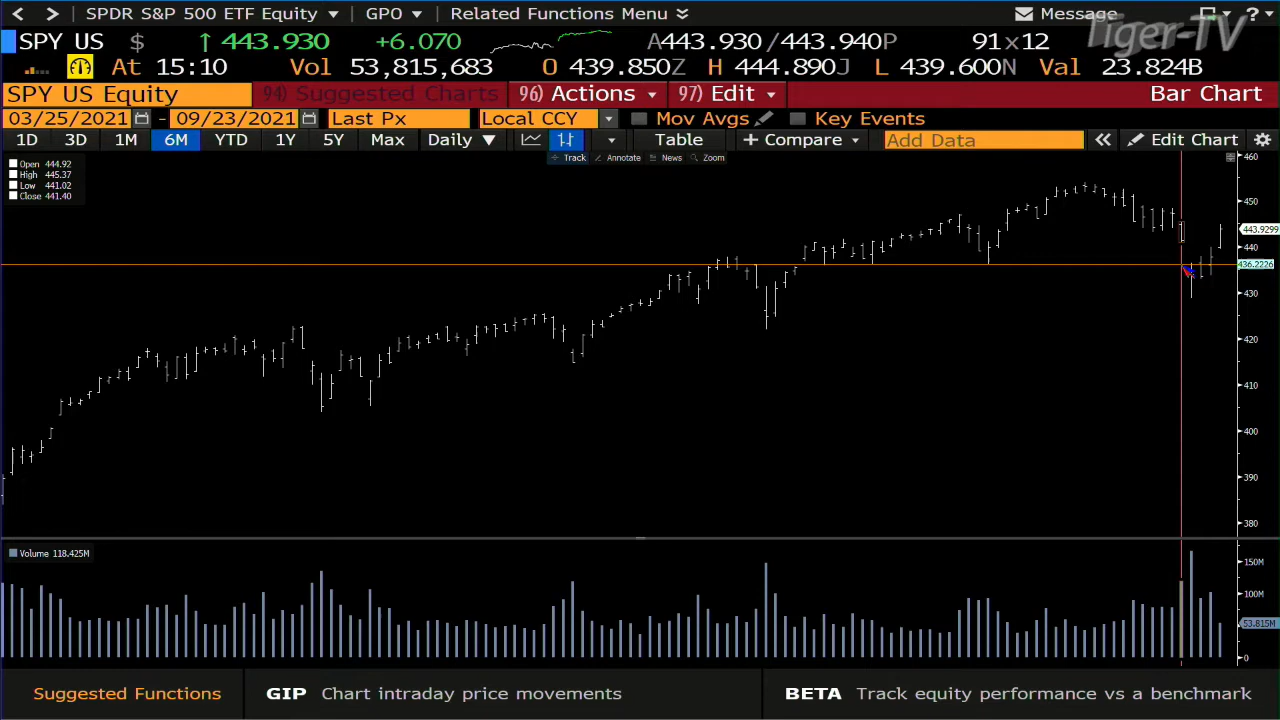 SPDR S&P 500 ETF Equity GPO Related Functions Menu Message ?
Tiger-TV
SPY US $ ↑ 443.930 +6.070 A443.930/443.940P 91x12
At 15:10 Vol 53,815,683 O 439.850Z H 444.890J L 439.600N Val 23.824B
SPY US Equity 94) Suggested Charts 96) Actions 97) Edit Bar Chart
03/25/2021 - 09/23/2021 Last Px Local CCY Mov Avgs Key Events
1D 3D 1M 6M YTD 1Y 5Y Max Daily ▼ Table + Compare Add Data « Edit Chart
Track Annotate News Zoom
Open 444.92
High 445.37
Low 441.02
Close 441.40
460
450
443.9299
440
436.2226
430
420
410
400
390
380
Volume 118.425M
150M
100M
53.815M
0
Suggested Functions GIP Chart intraday price movements BETA Track equity performance vs a benchmark